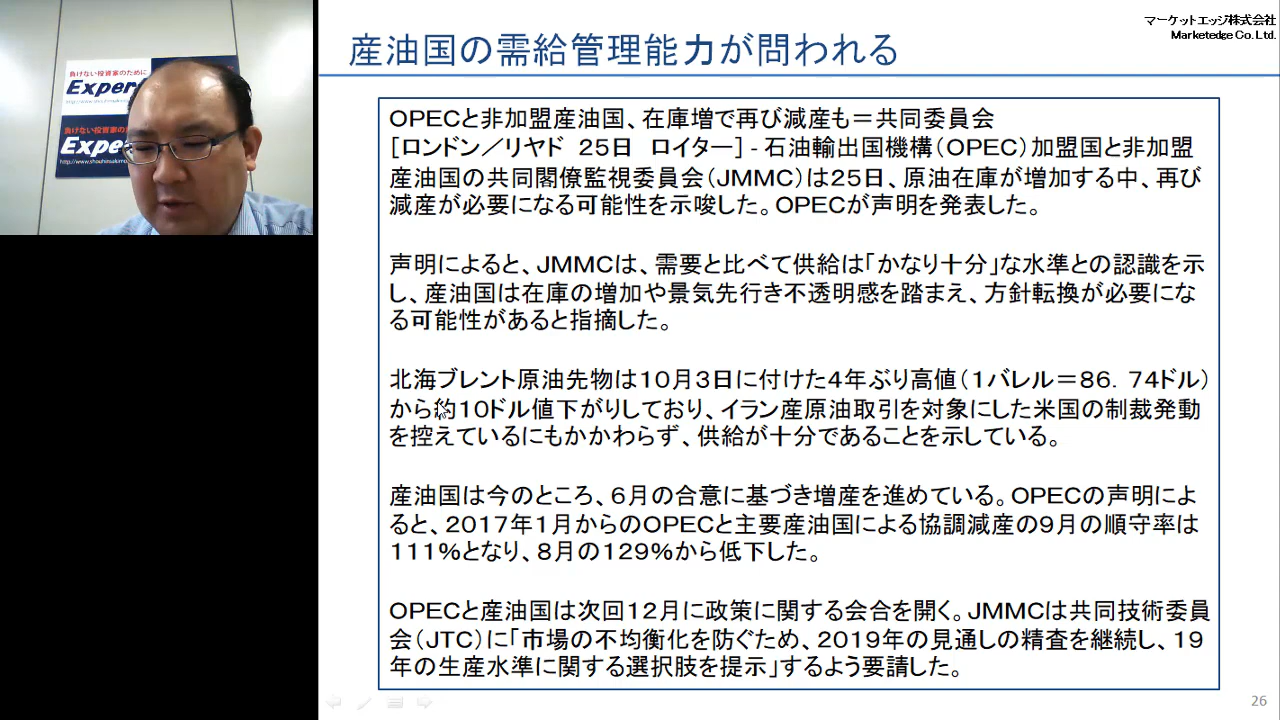 マーケットエッジ株式会社
Marketedge Co.Ltd.
産油国の需給管理能力が問われる
負けない投資家のために
Exper
負けない投資家の
Expe
OPECと非加盟産油国、在庫増で再び減産も＝共同委員会
[ロンドン／リヤド　25日　ロイター] - 石油輸出国機構（OPEC）加盟国と非加盟
産油国の共同閣僚監視委員会（JMMC）は25日、原油在庫が増加する中、再び
減産が必要になる可能性を示唆した。OPECが声明を発表した。
声明によると、JMMCは、需要と比べて供給は「かなり十分」な水準との認識を示
し、産油国は在庫の増加や景気先行き不透明感を踏まえ、方針転換が必要にな
る可能性があると指摘した。
北海ブレント原油先物は10月3日に付けた4年ぶり高値（1バレル＝86．74ドル）
から約10ドル値下がりしており、イラン産原油取引を対象にした米国の制裁発動
を控えているにもかかわらず、供給が十分であることを示している。
産油国は今のところ、6月の合意に基づき増産を進めている。OPECの声明によ
ると、2017年1月からのOPECと主要産油国による協調減産の9月の順守率は
111％となり、8月の129％から低下した。
OPECと産油国は次回12月に政策に関する会合を開く。JMMCは共同技術委員
会（JTC）に「市場の不均衡化を防ぐため、2019年の見通しの精査を継続し、19
年の生産水準に関する選択肢を提示」するよう要請した。
26